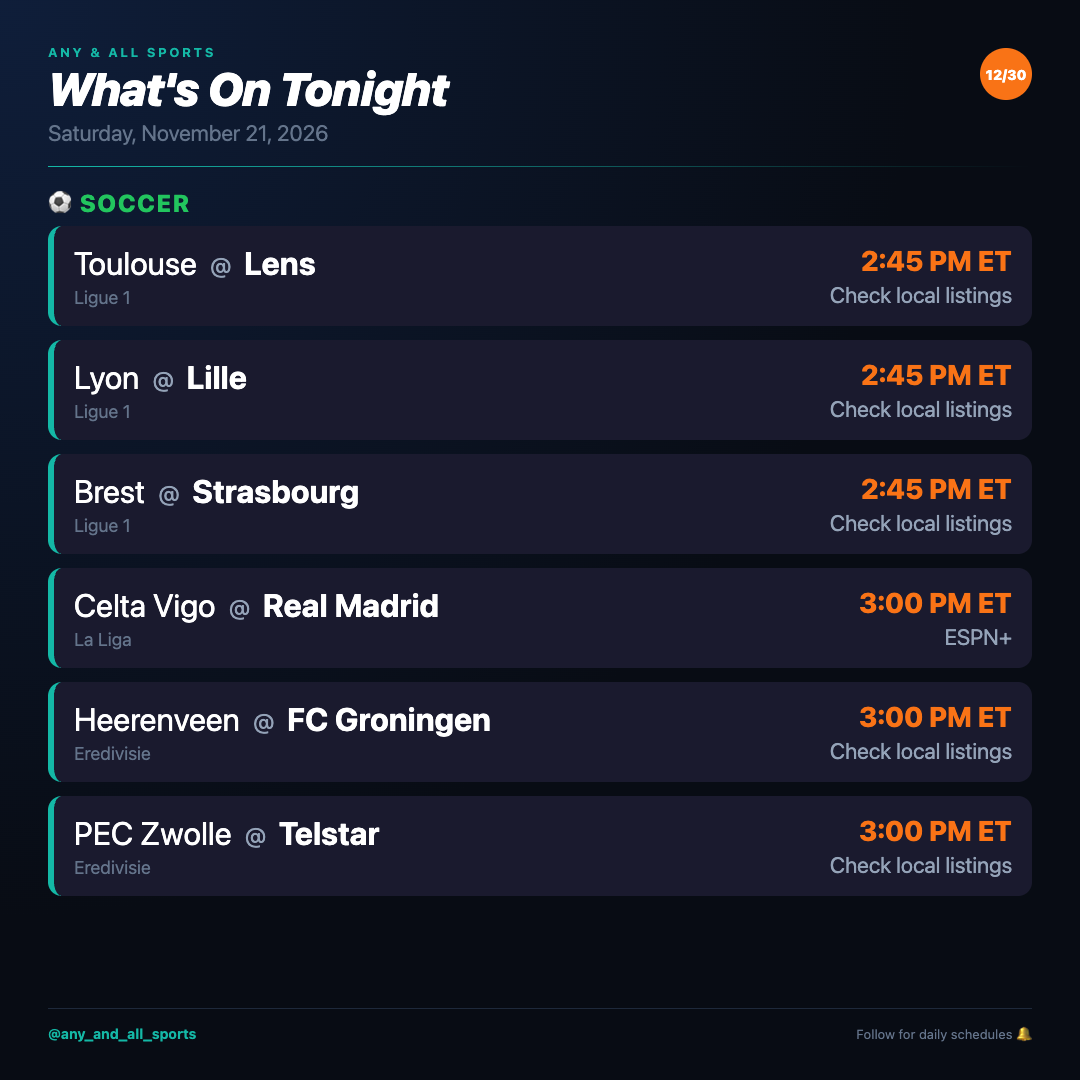 ANY & ALL SPORTS
What's On Tonight
12/30
Saturday, November 21, 2026
⚽ SOCCER
Toulouse @ Lens
2:45 PM ET
Ligue 1
Check local listings
Lyon @ Lille
2:45 PM ET
Ligue 1
Check local listings
Brest @ Strasbourg
2:45 PM ET
Ligue 1
Check local listings
Celta Vigo @ Real Madrid
3:00 PM ET
La Liga
ESPN+
Heerenveen @ FC Groningen
3:00 PM ET
Eredivisie
Check local listings
PEC Zwolle @ Telstar
3:00 PM ET
Eredivisie
Check local listings
@any_and_all_sports
Follow for daily schedules 🔔